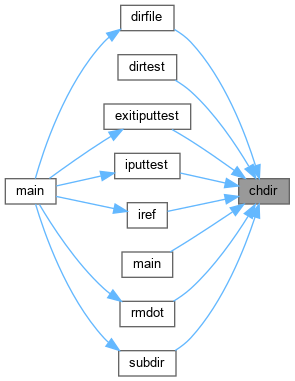 dirfile
dirtest
exitiputtest
iputtest
main
chdir
iref
main
rmdot
subdir